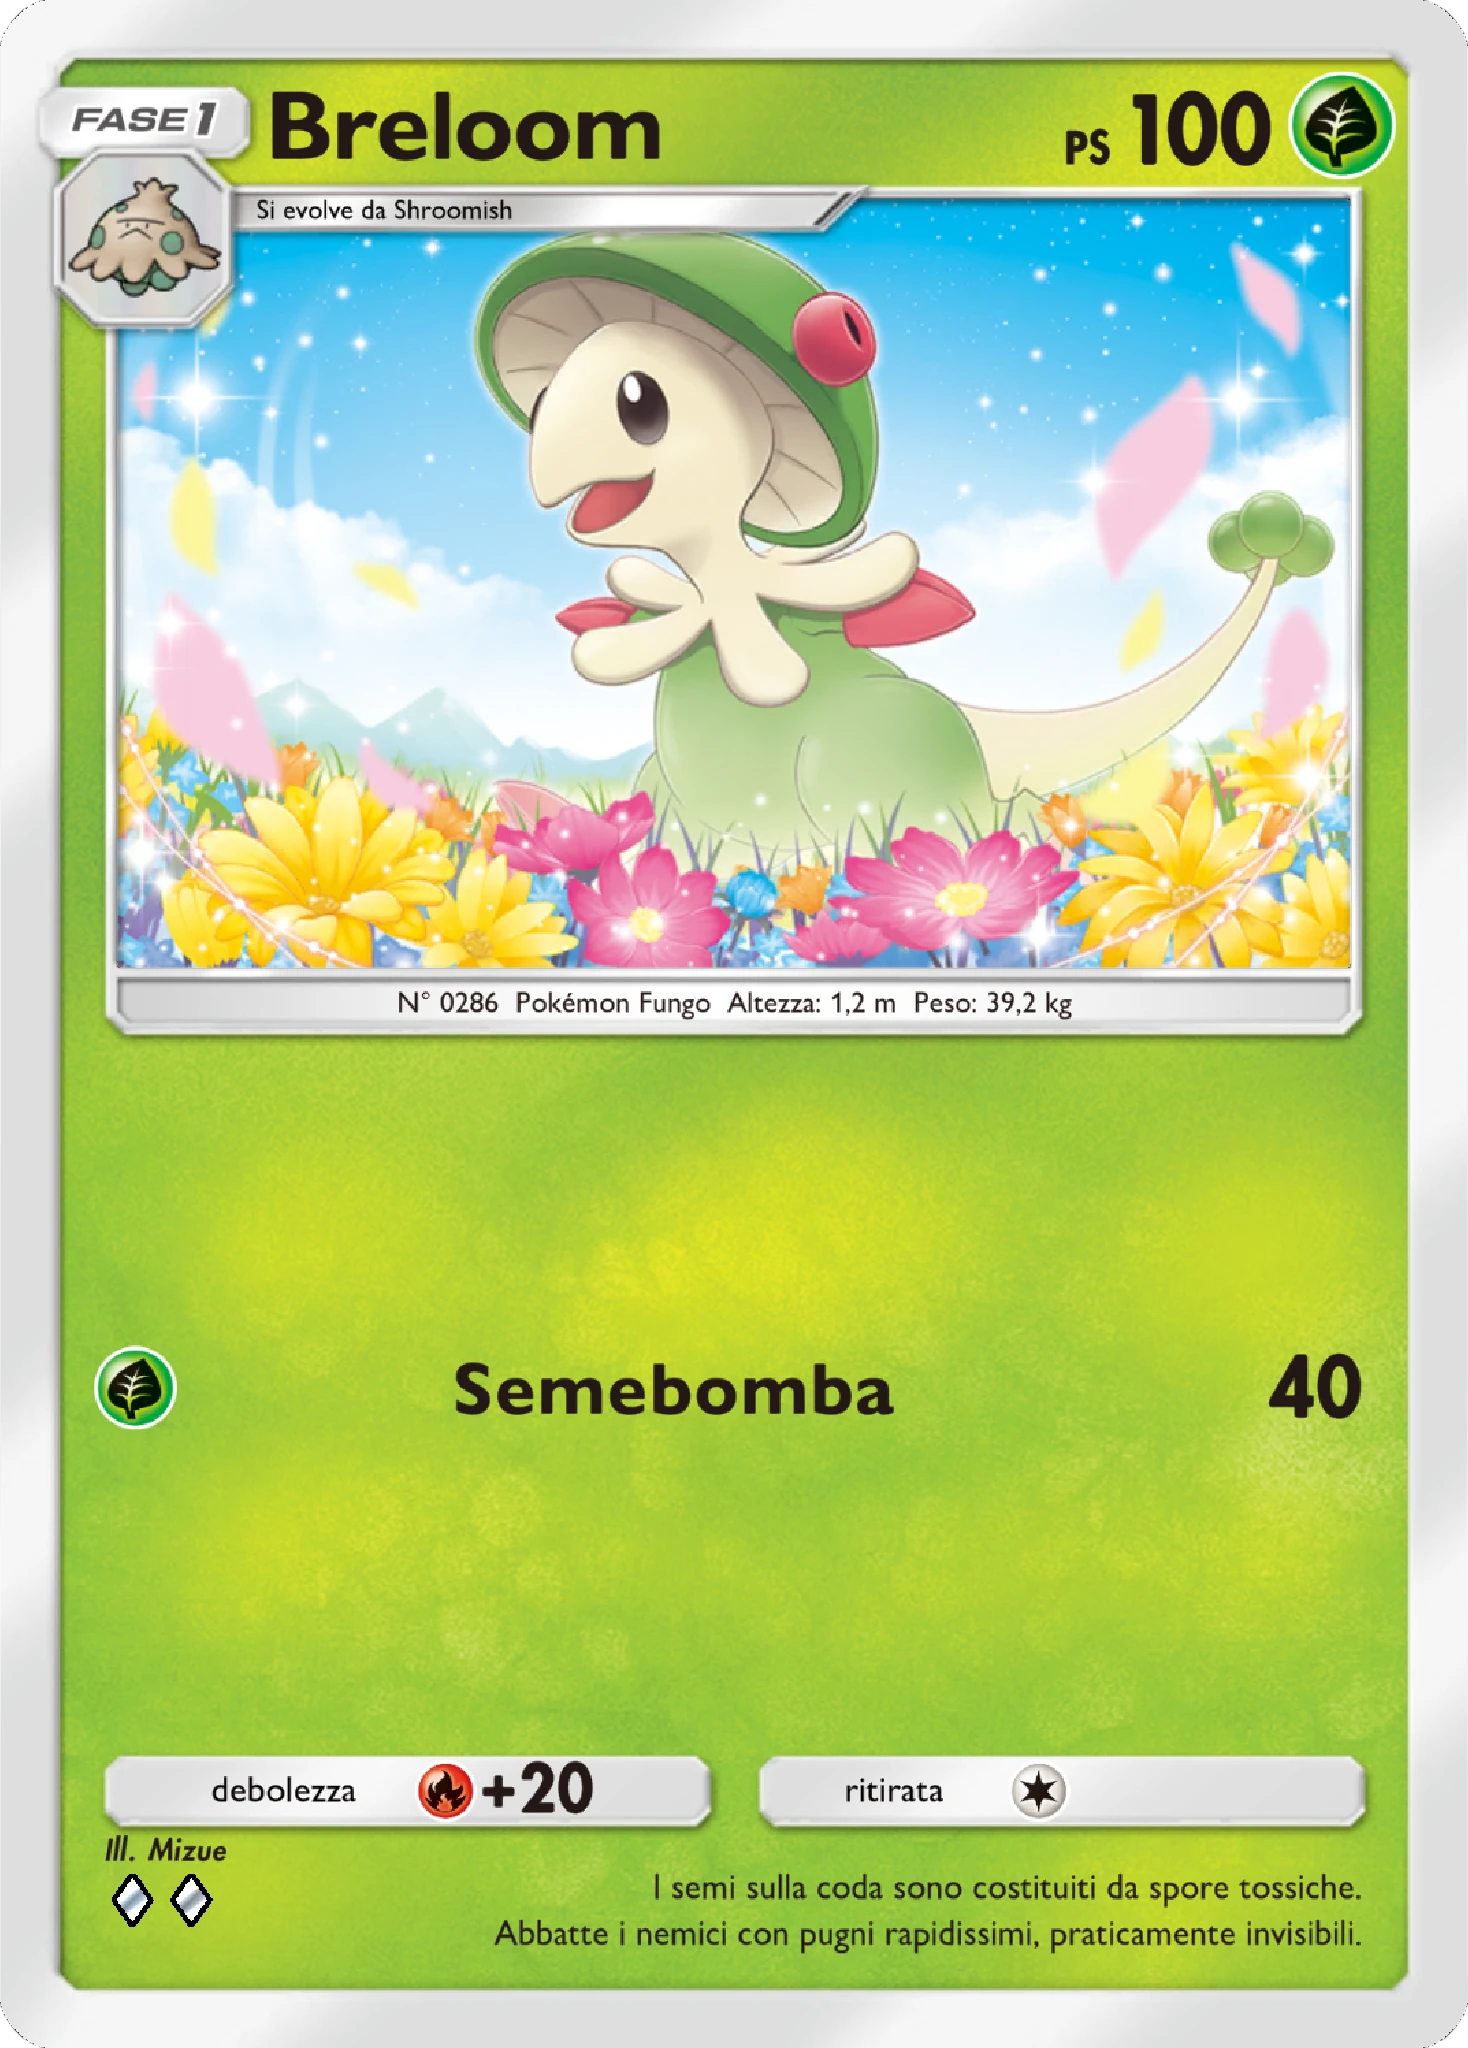 FASE 1
Breloom
PS 100
Si evolve da Shroomish
N° 0286 Pokémon Fungo Altezza: 1,2 m Peso: 39,2 kg
Semebomba 40
debolezza +20
ritirata
Ill. Mizue
I semi sulla coda sono costituiti da spore tossiche.
Abbatte i nemici con pugni rapidissimi, praticamente invisibili.